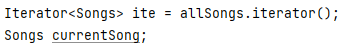 Iterator<Songs> ite = allSongs.iterator();
Songs currentSong;